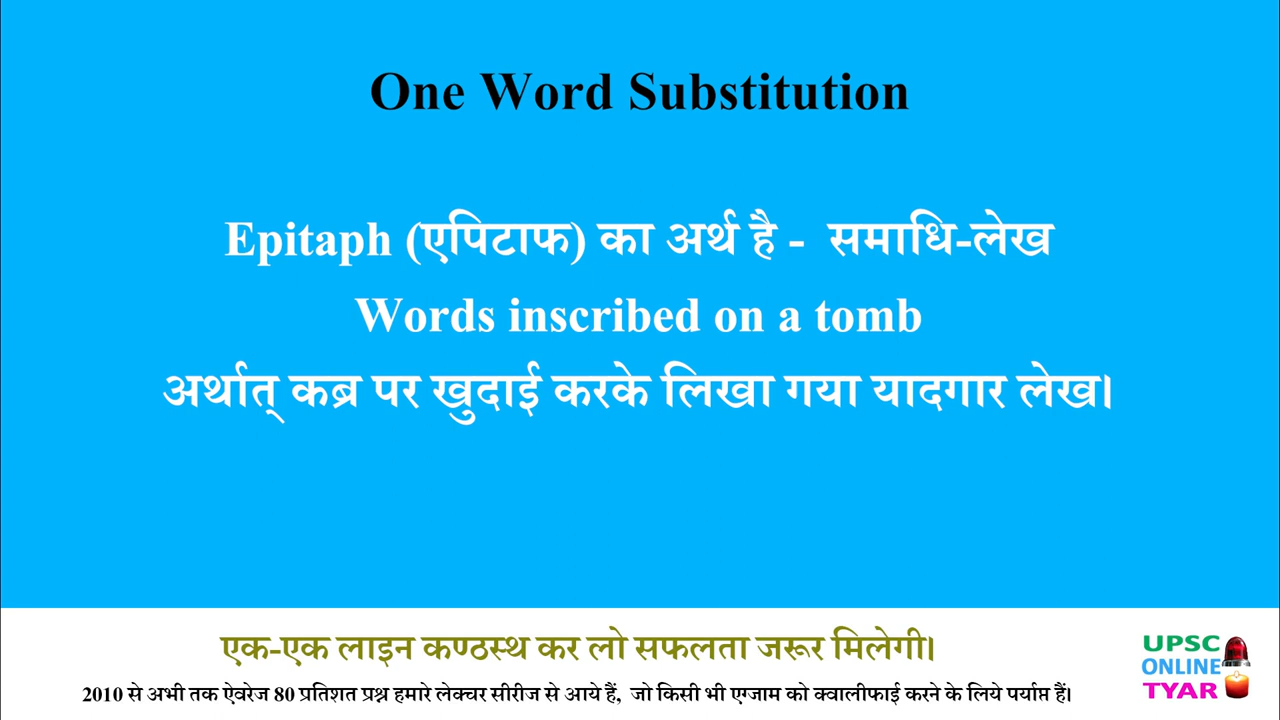 One Word Substitution
Epitaph (एपिटाफ) का अर्थ है - समाधि-लेख
Words inscribed on a tomb
अर्थात् कब्र पर खुदाई करके लिखा गया यादगार लेख।
एक-एक लाइन कण्ठस्थ कर लो सफलता जरूर मिलेगी।
2010 से अभी तक ऐवरेज 80 प्रतिशत प्रश्न हमारे लेक्चर सीरीज से आये हैं, जो किसी भी एग्जाम को क्वालीफाई करने के लिये पर्याप्त हैं।
UPSC
ONLINE
TYAR